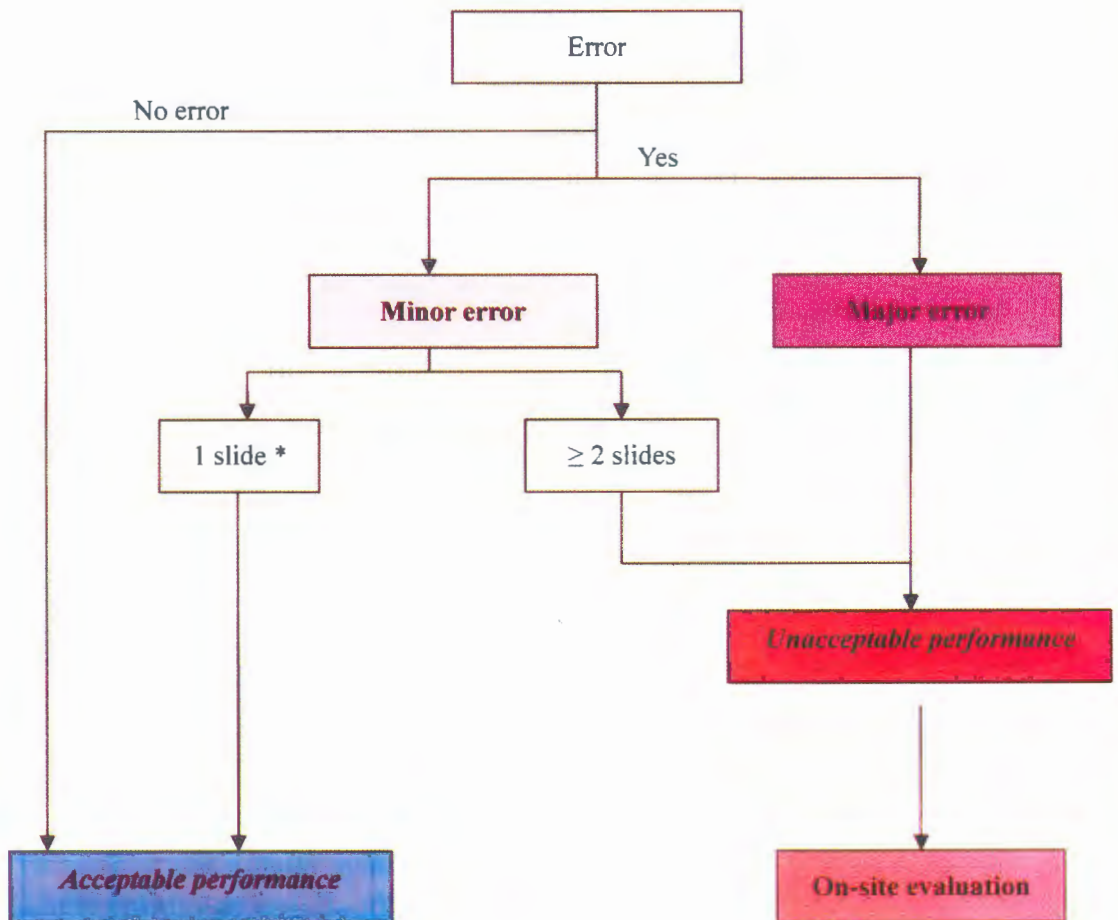 Error
No error
Yes
Minor error
Major error
1 slide *
≥ 2 slides
Unacceptable performance
Acceptable performance
On-site evaluation